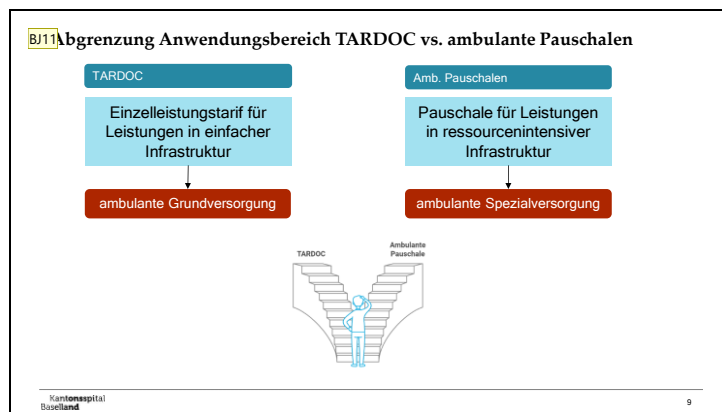 BJ11
Abgrenzung Anwendungsbereich TARDOC vs. ambulante Pauschalen
TARDOC
Einzelleistungstarif für
Leistungen in einfacher
Infrastruktur
ambulante Grundversorgung
Amb. Pauschalen
Pauschale für Leistungen
in ressourcenintensiver
Infrastruktur
ambulante Spezialversorgung
TARDOC
Ambulante
Pauschale
Kantonsspital
Baselland
9